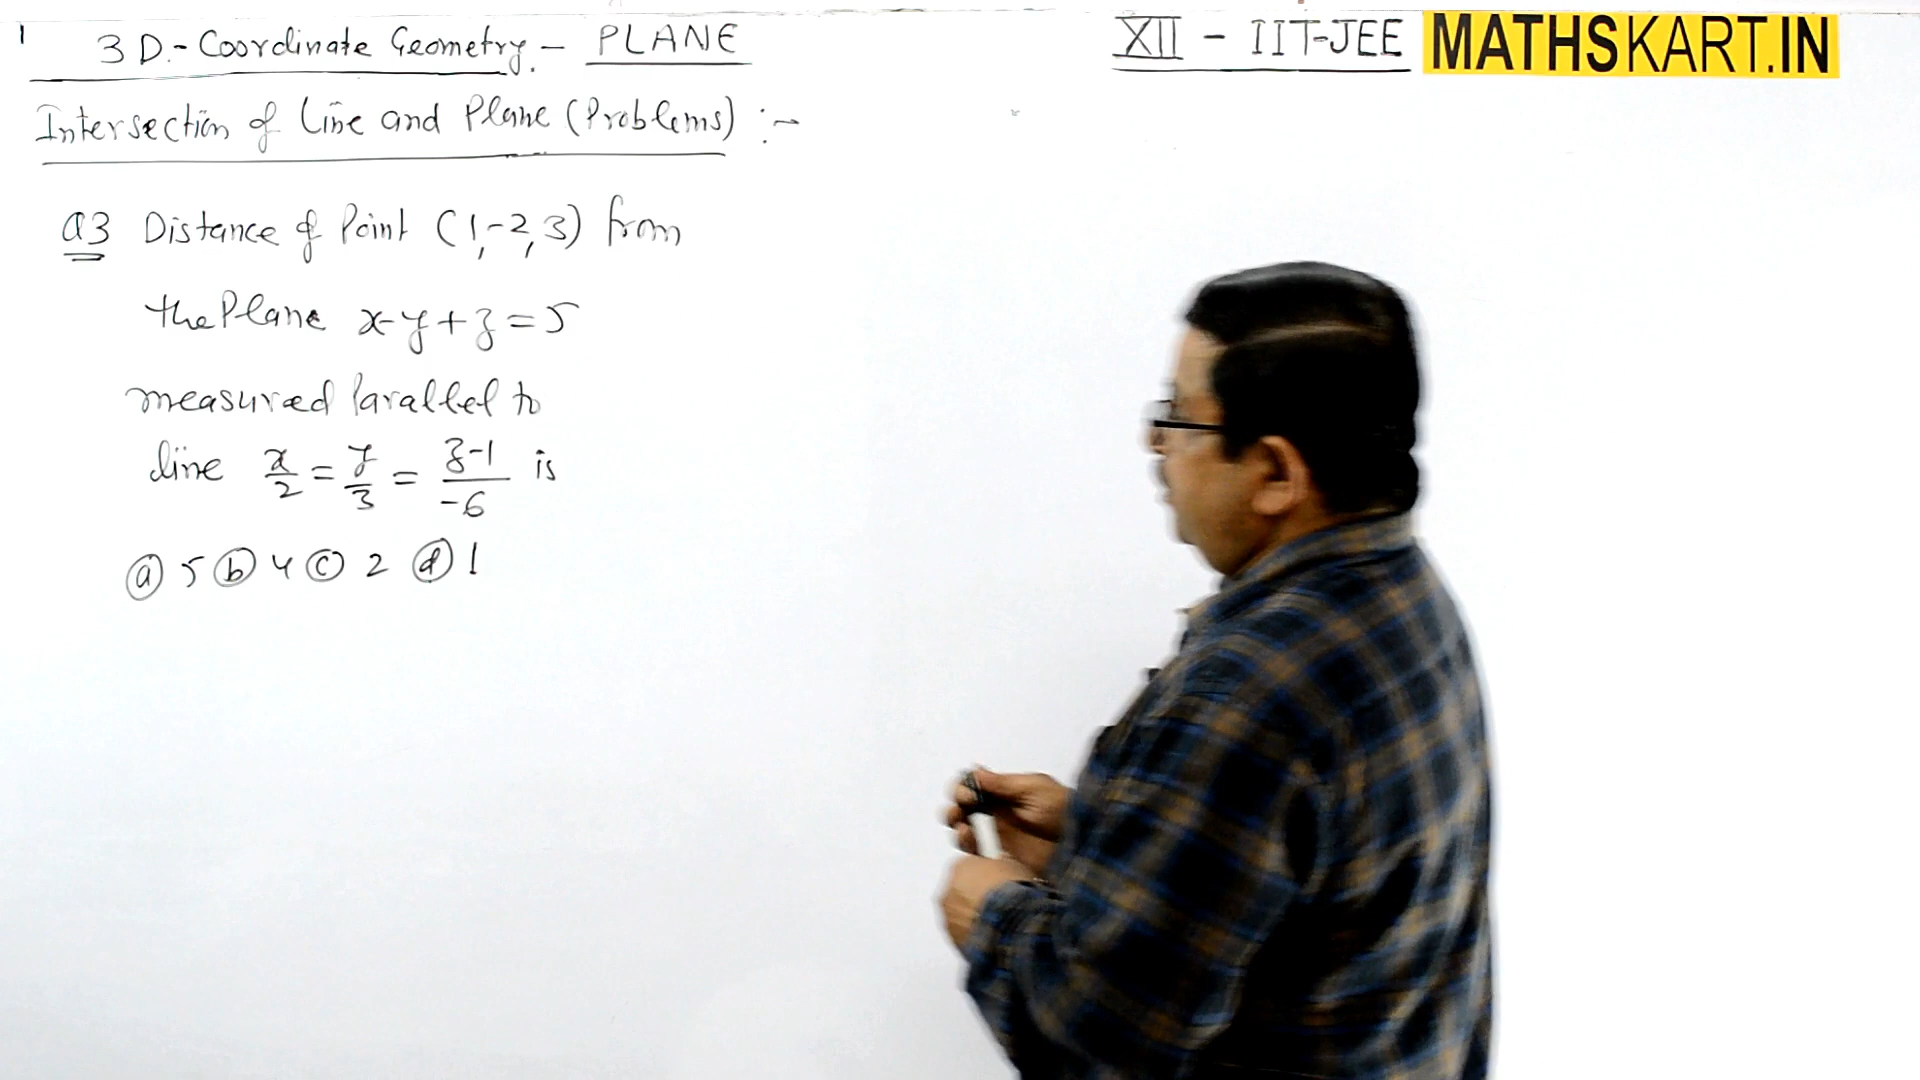 1 3D.-Coordinate Geometry.- PLANE XII - IIT-JEE MATHSKART.IN
Intersection of Line and Plane (Problems) :-
Q3 Distance of Point (1,-2,3) from
the Plane x-y+z=5
measured Parallel to
line x/2 = y/3 = z-1/-6 is
(a) 5 (b) 4 (c) 2 (d) 1